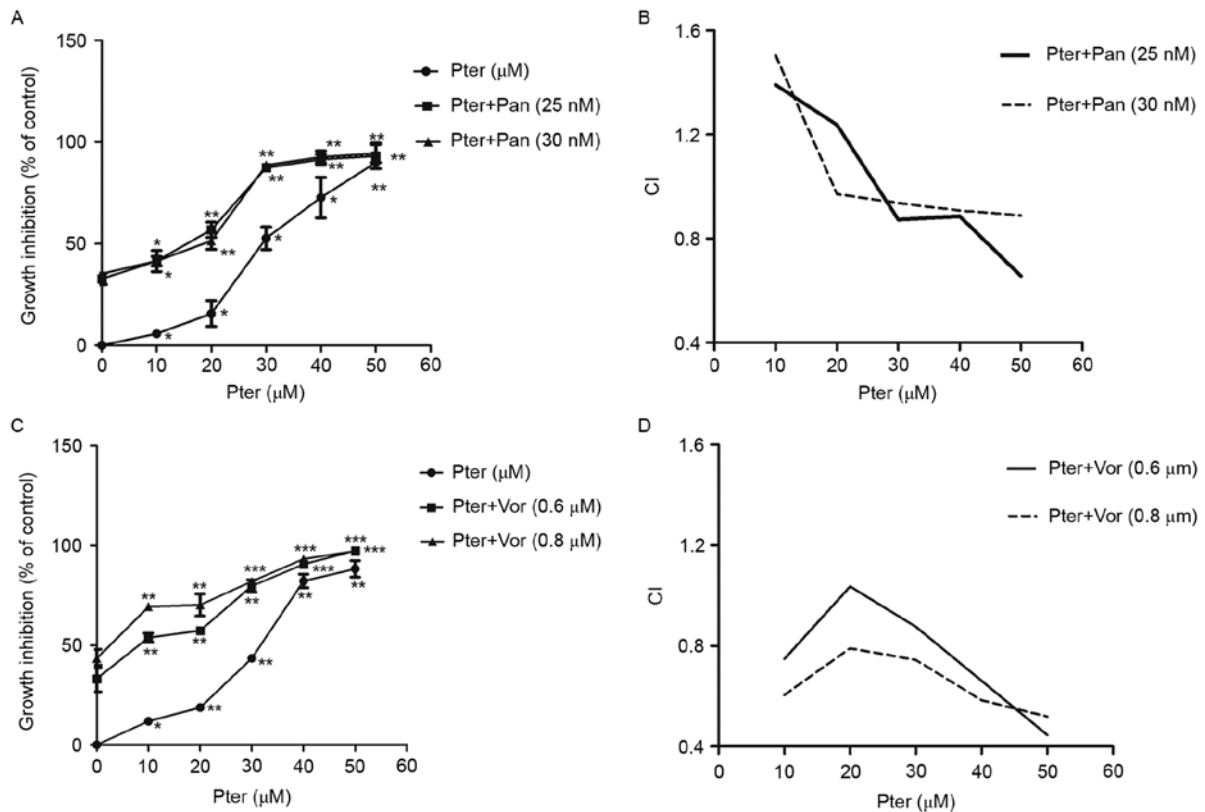 A
150
100
50
0
Growth inhibition (% of control)
0 10 20 30 40 50 60
Pter (μM)
Pter (μM)
Pter+Pan (25 nM)
Pter+Pan (30 nM)
* * ** ** ** ** ** ** ** ** **
* * * *
B
1.6
1.2
0.8
0.4
CI
0 10 20 30 40 50 60
Pter (μM)
Pter+Pan (25 nM)
Pter+Pan (30 nM)
C
150
100
50
0
Growth inhibition (% of control)
0 10 20 30 40 50 60
Pter (μM)
Pter (μM)
Pter+Vor (0.6 μM)
Pter+Vor (0.8 μM)
** ** *** *** ***
** ** ** *** ***
* ** ** ** **
D
1.6
1.2
0.8
0.4
CI
0 10 20 30 40 50 60
Pter (μM)
Pter+Vor (0.6 μm)
Pter+Vor (0.8 μm)